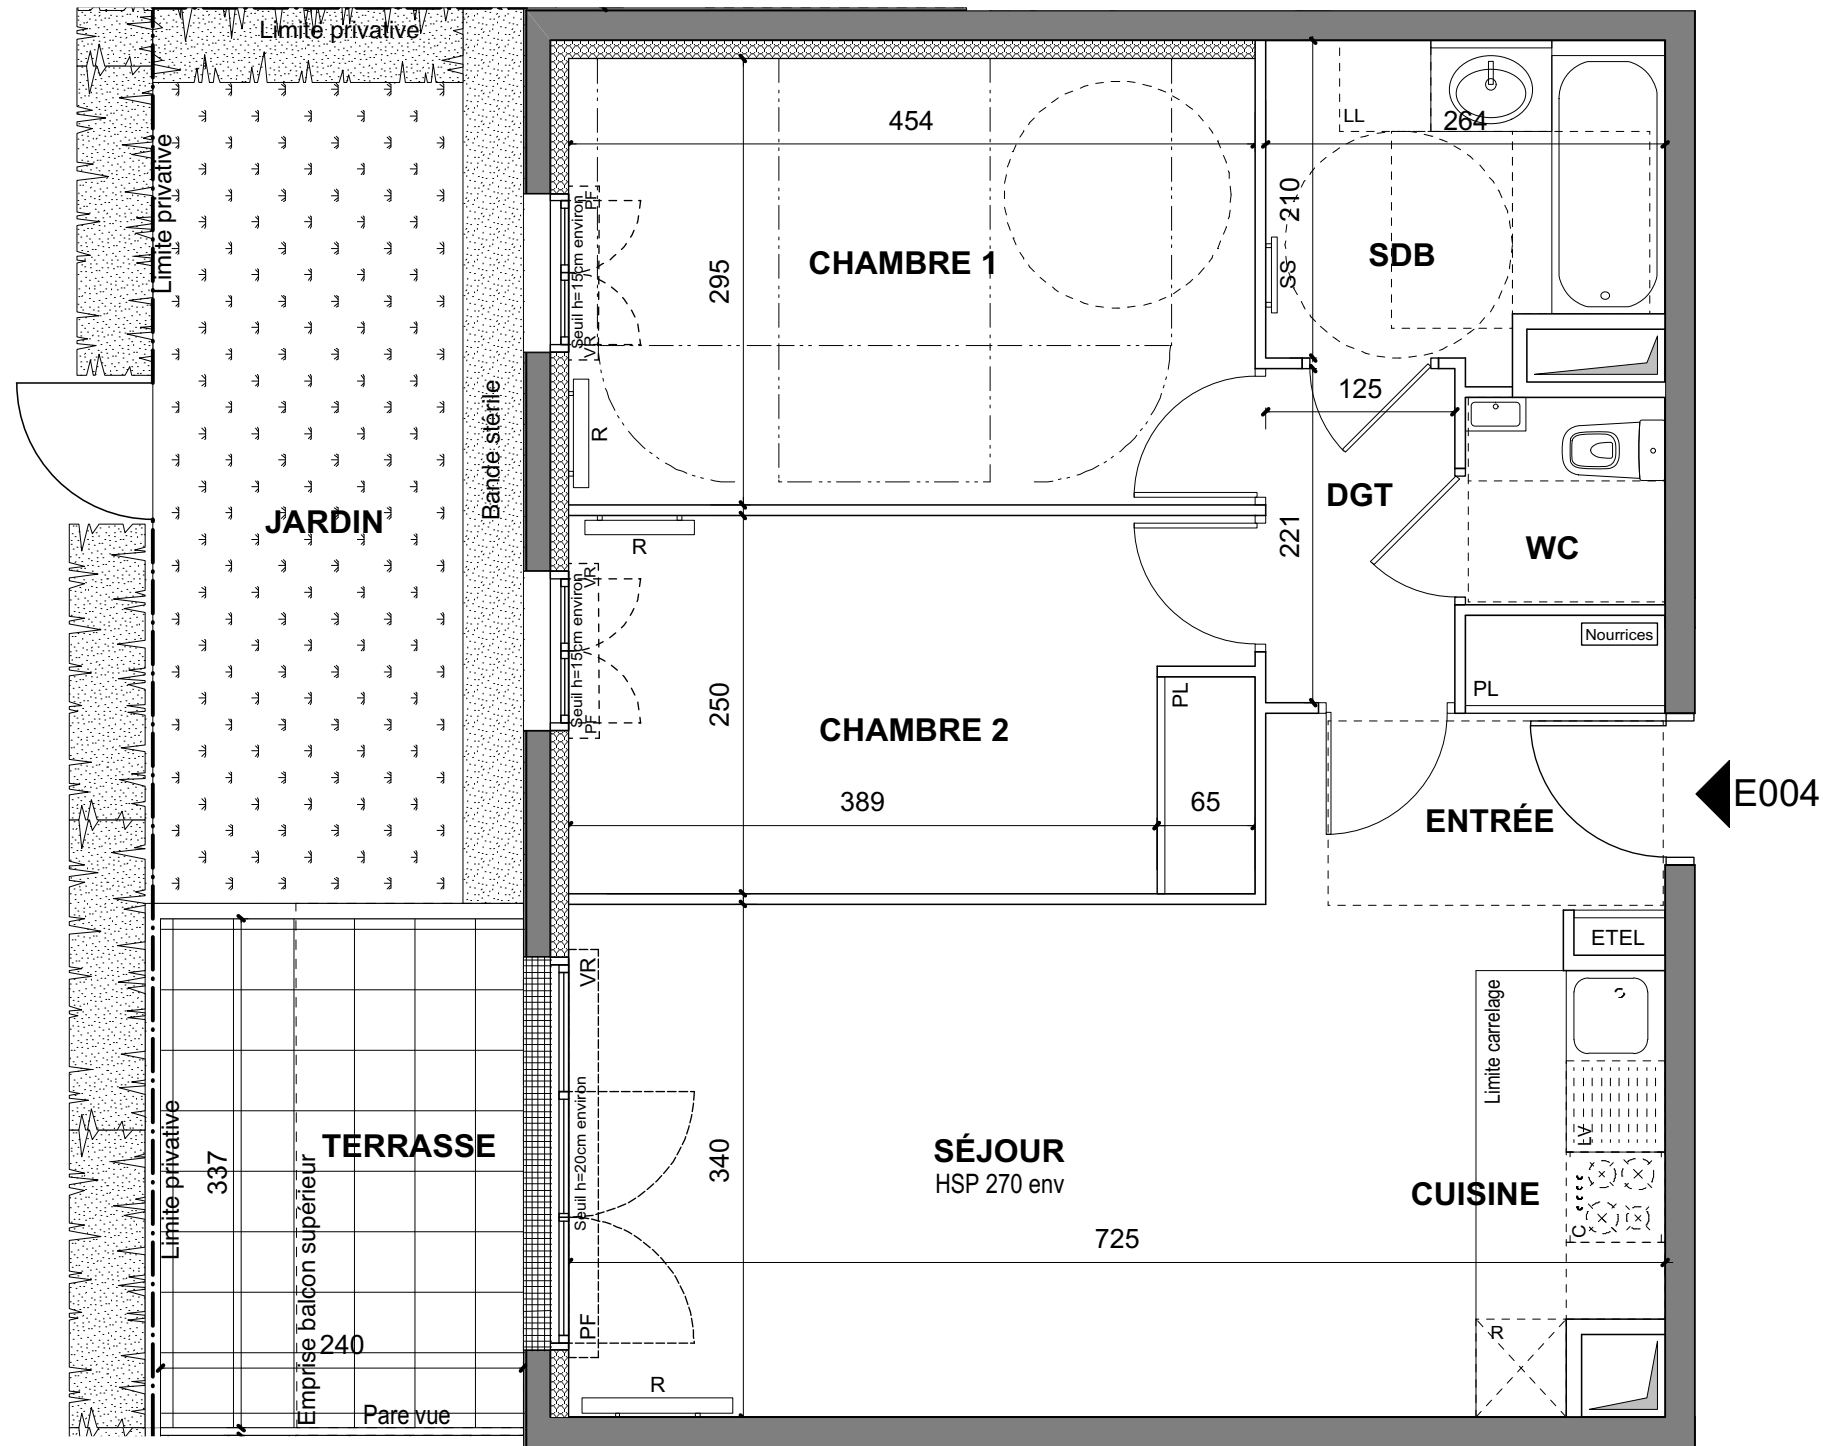 Limite privative
Limite privative
454
LL
264
PF
Seuil h=15cm environ
VR
295
CHAMBRE 1
210
SS
SDB
R
125
Bande stérile
JARDIN
DGT
221
WC
R
VR
Seuil h=15cm environ
PF
Nourrices
PL
250
CHAMBRE 2
PL
389
65
ENTRÉE
E004
ETEL
VR
Limite carrelage
Limite privative
337
Emprise balcon supérieur
TERRASSE
Seuil h=20cm environ
340
SÉJOUR
HSP 270 env
LV
CUISINE
C
725
240
PF
R
R
Pare vue